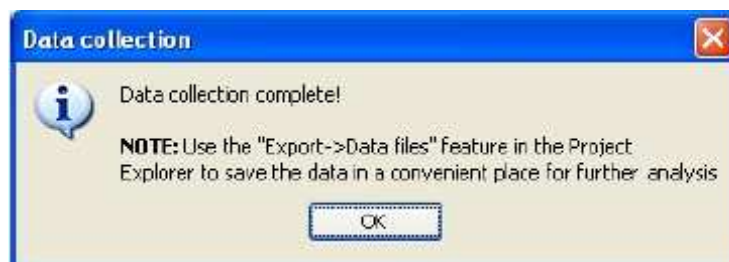 Data collection
Data collection complete!
NOTE: Use the "Export->Data files" feature in the Project
Explorer to save the data in a convenient place for further analysis
OK